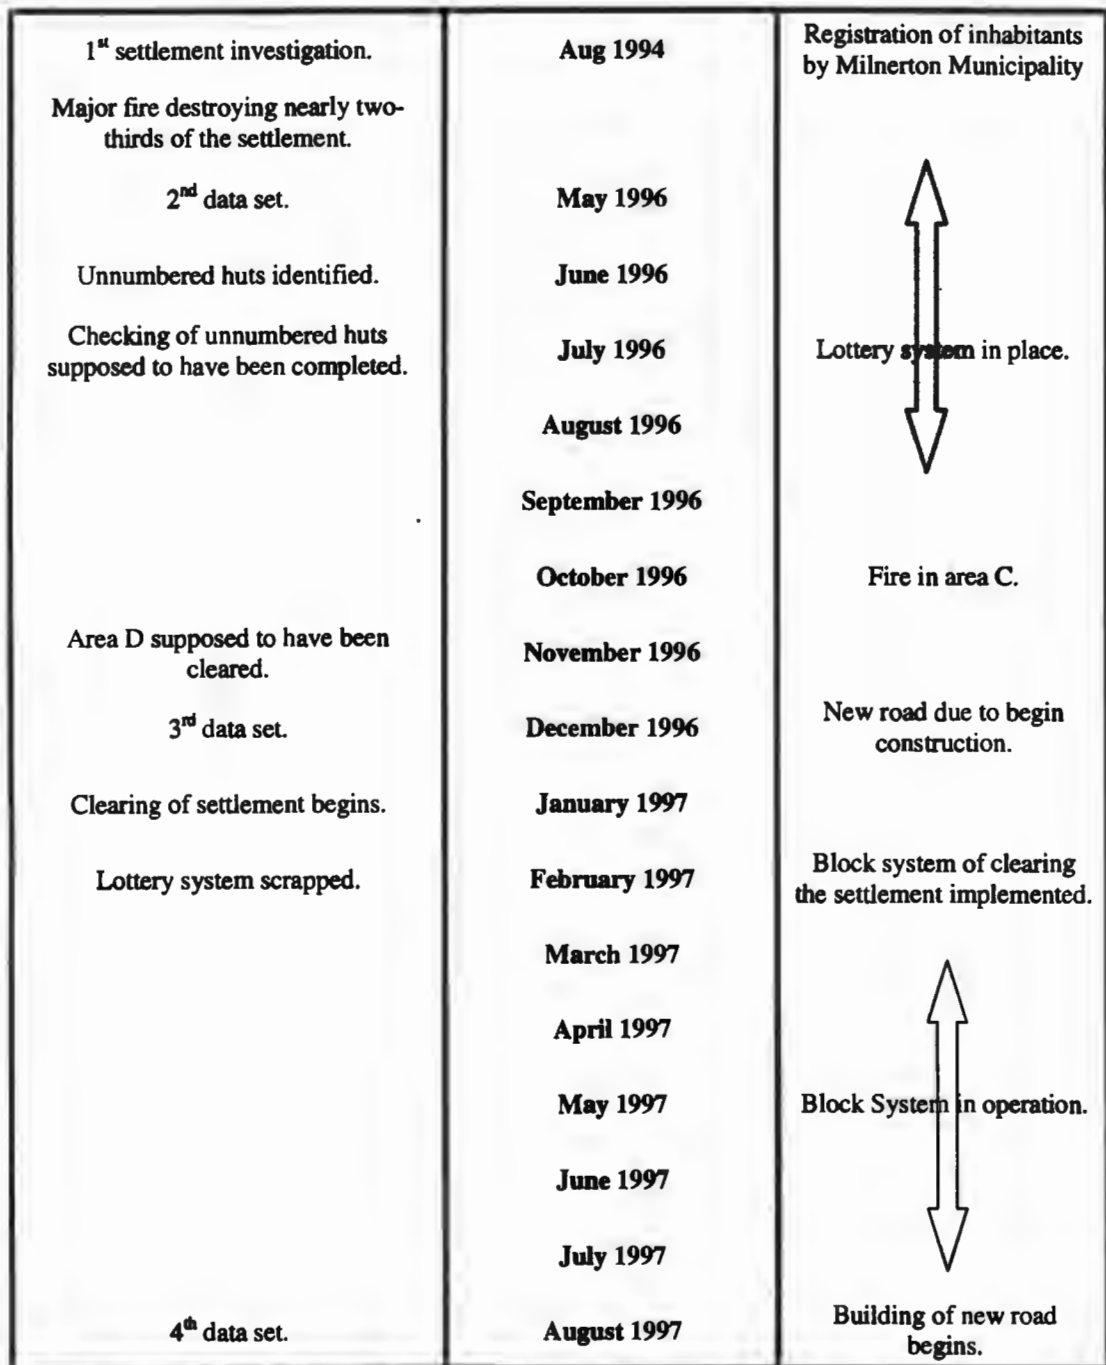 1st settlement investigation.
Aug 1994
Registration of inhabitants
by Milnerton Municipality
Major fire destroying nearly two-
thirds of the settlement.
2nd data set.
May 1996
Unnumbered huts identified.
June 1996
Checking of unnumbered huts
supposed to have been completed.
July 1996
Lottery system in place.
August 1996
September 1996
October 1996
Fire in area C.
Area D supposed to have been
cleared.
November 1996
3rd data set.
December 1996
New road due to begin
construction.
Clearing of settlement begins.
January 1997
Lottery system scrapped.
February 1997
Block system of clearing
the settlement implemented.
March 1997
April 1997
May 1997
Block System in operation.
June 1997
July 1997
4th data set.
August 1997
Building of new road
begins.